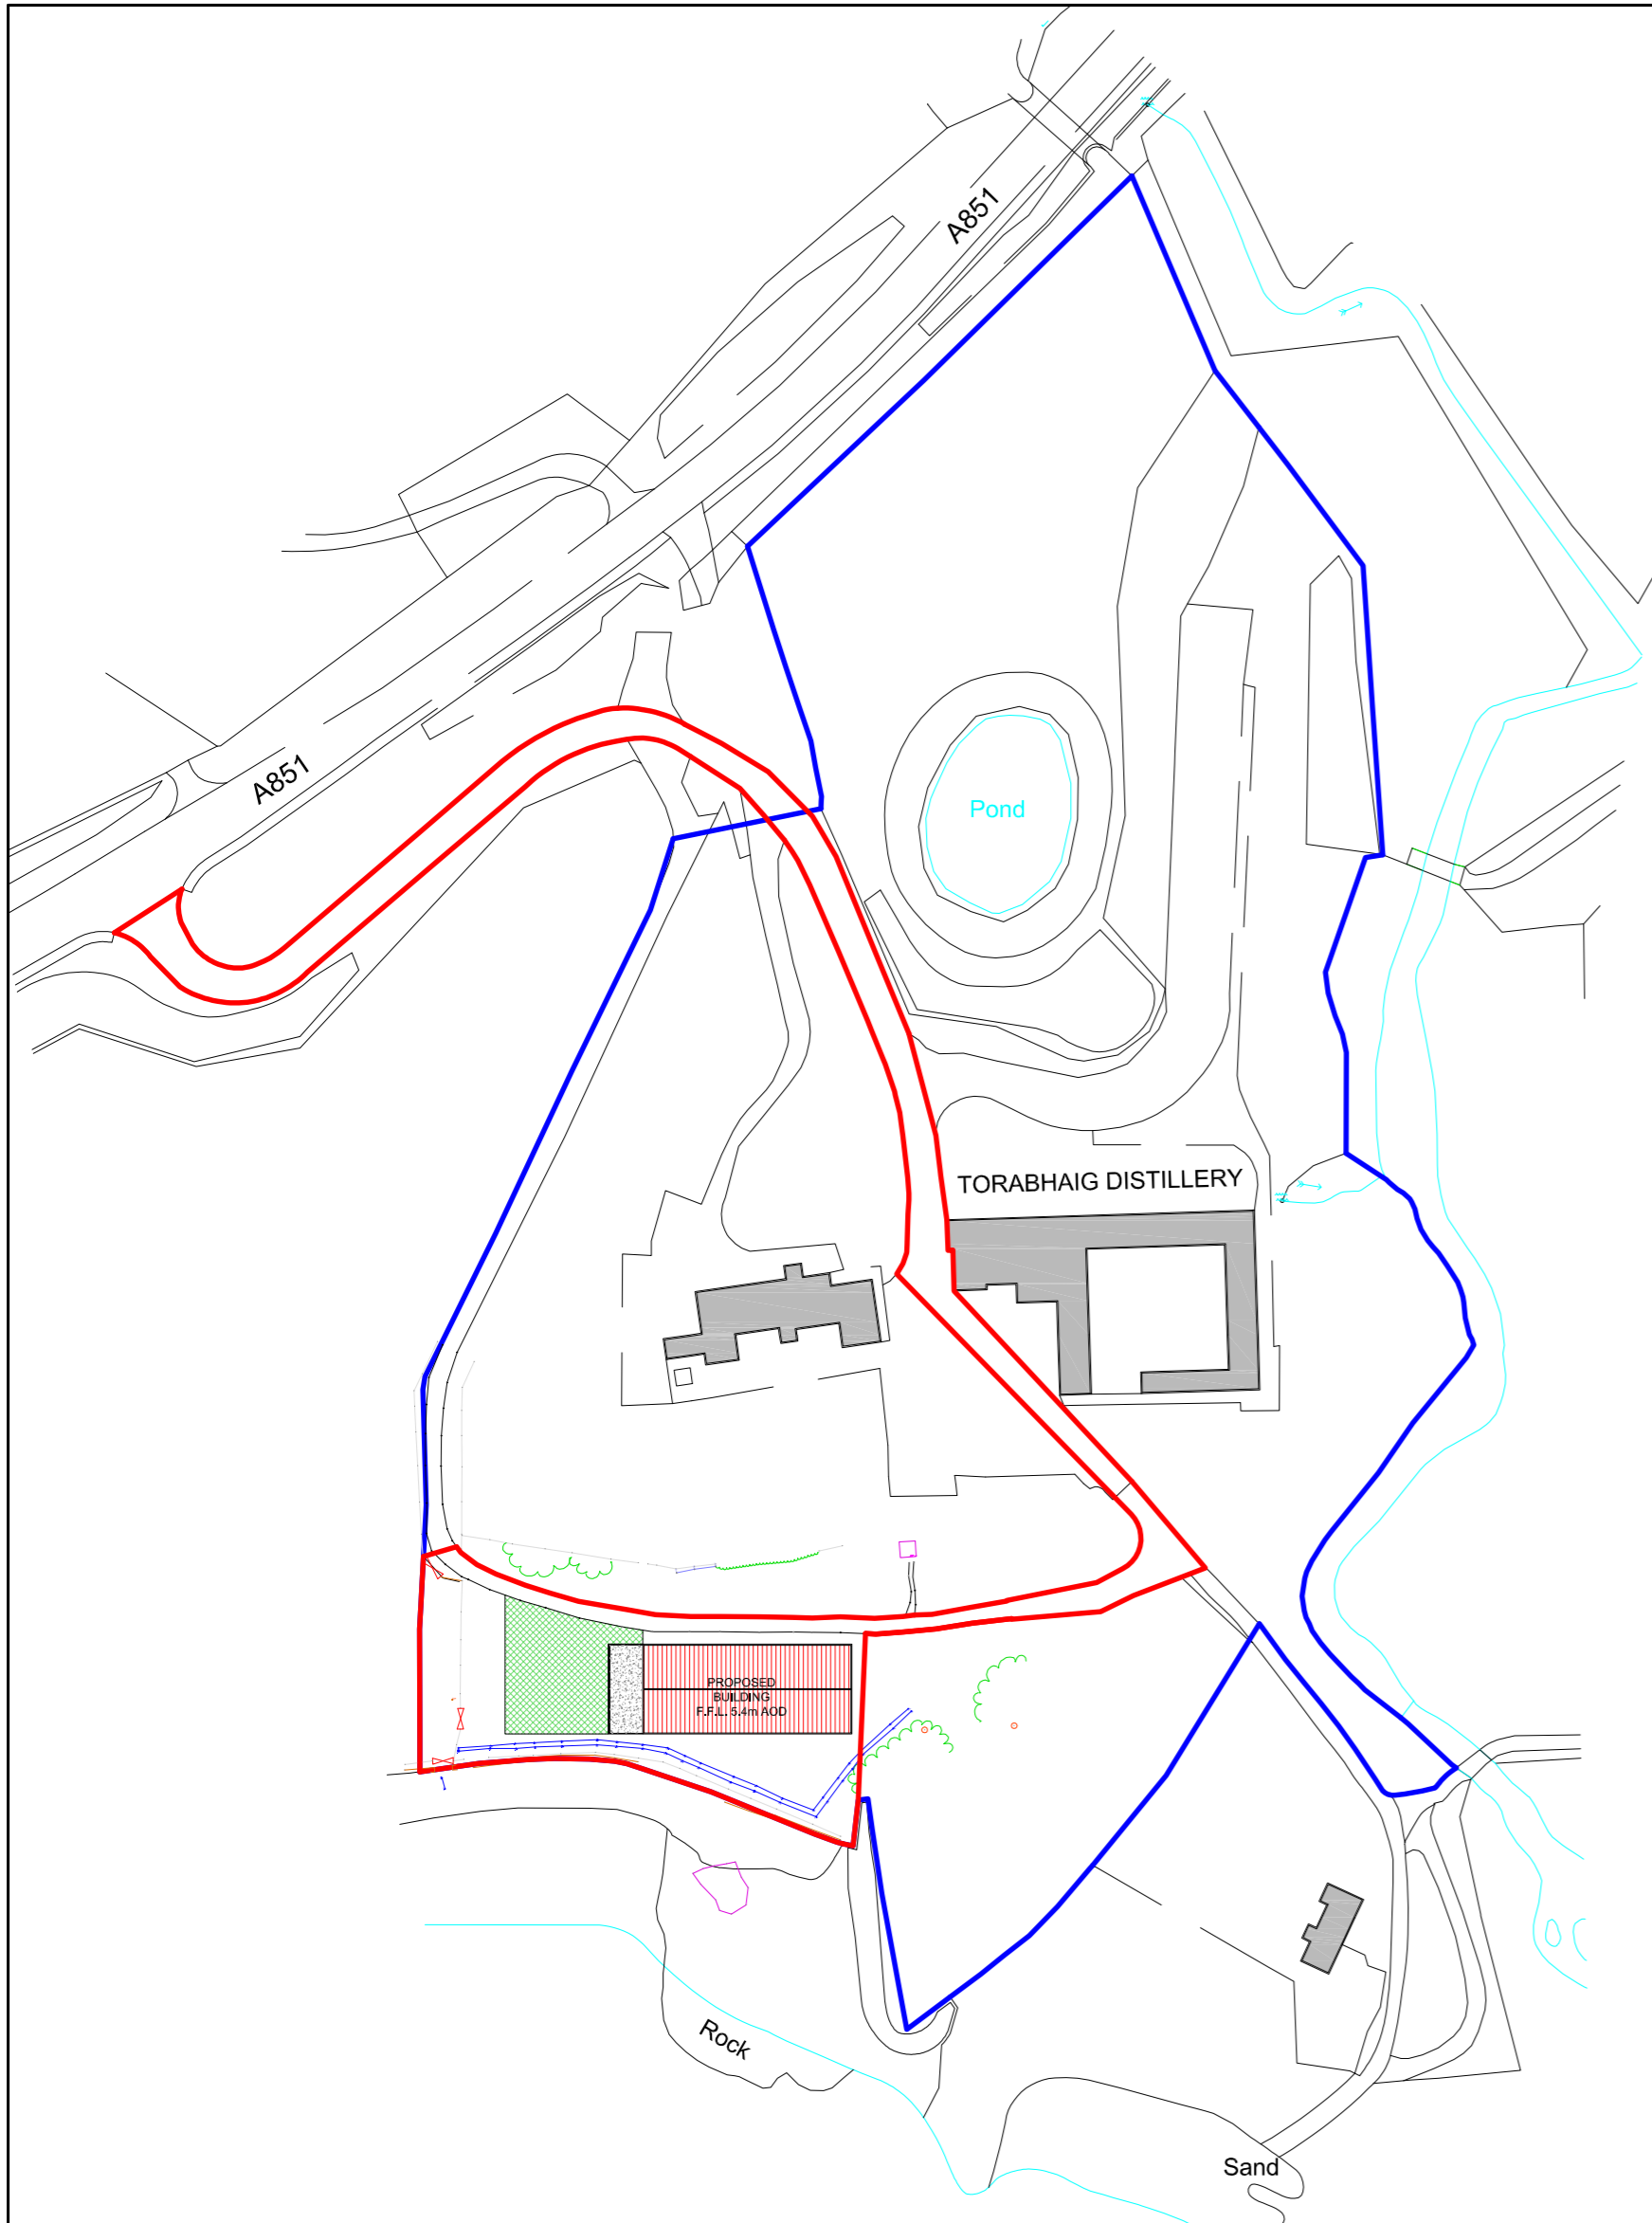 A851
A851
Pond
TORABHAIG DISTILLERY
PROPOSED
BUILDING
F.F.L. 5.4m AOD
Rock
Sand